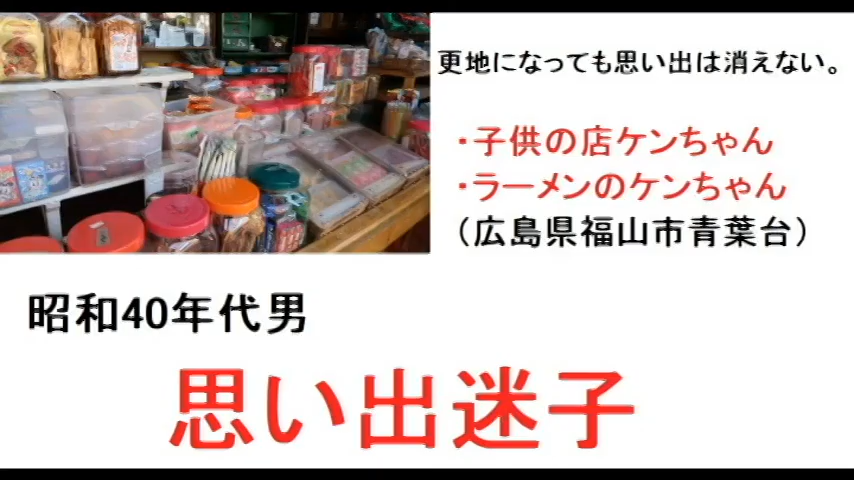 更地になっても思い出は消えない。
・子供の店ケンちゃん
・ラーメンのケンちゃん
（広島県福山市青葉台）
昭和40年代男
思い出迷子